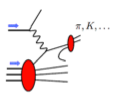 π, K, . . .